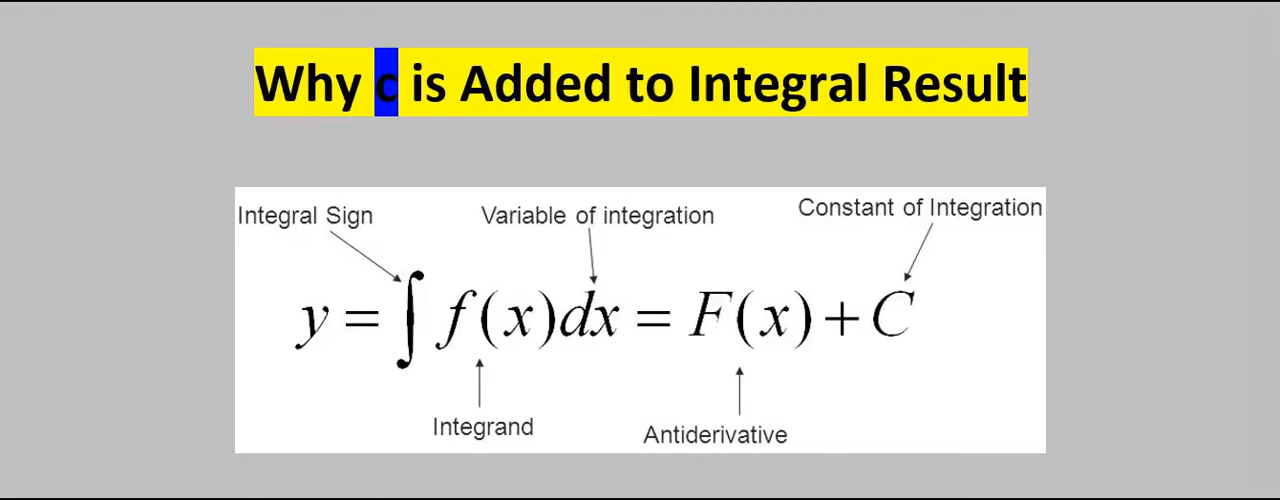 Why c is Added to Integral Result
Integral Sign
Variable of integration
Constant of Integration
y = ∫ f(x)dx = F(x) + C
Integrand
Antiderivative